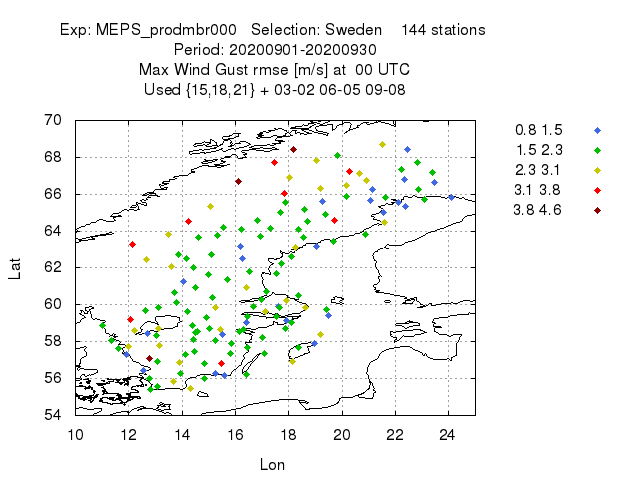 Exp: MEPS_prodmbr000 Selection: Sweden 144 stations
Period: 20200901-20200930
Max Wind Gust rmse [m/s] at 00 UTC
Used {15,18,21} + 03-02 06-05 09-08
70
68
66
64
62
60
58
56
54
10 12 14 16 18 20 22 24
Lat
Lon
0.8 1.5
1.5 2.3
2.3 3.1
3.1 3.8
3.8 4.6